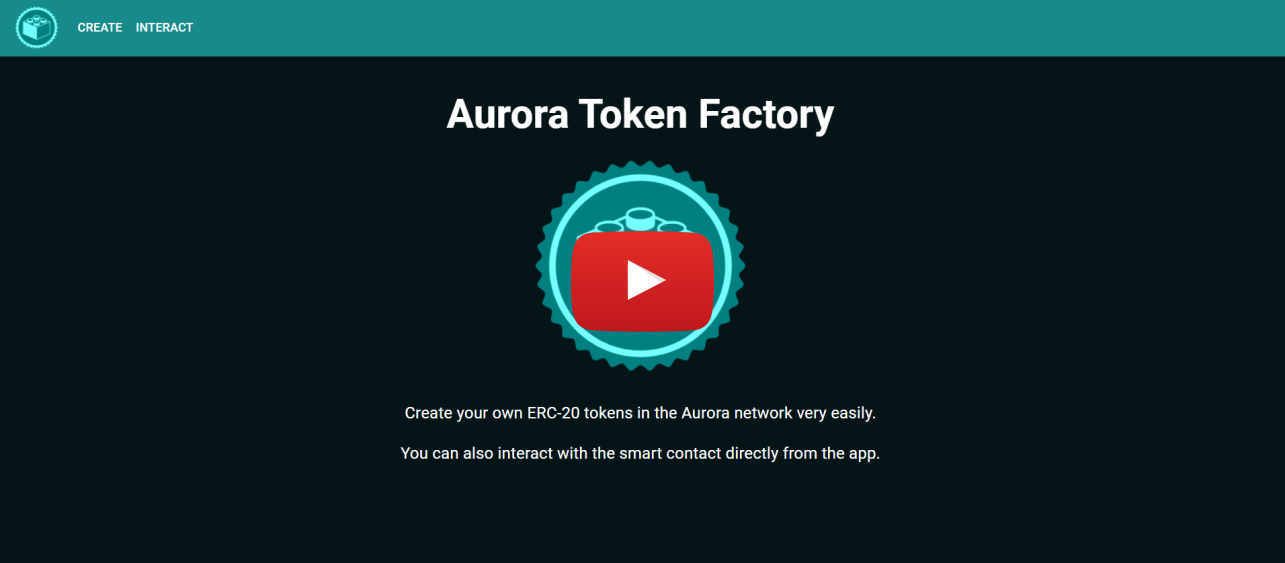 CREATE INTERACT
Aurora Token Factory
Create your own ERC-20 tokens in the Aurora network very easily.
You can also interact with the smart contact directly from the app.